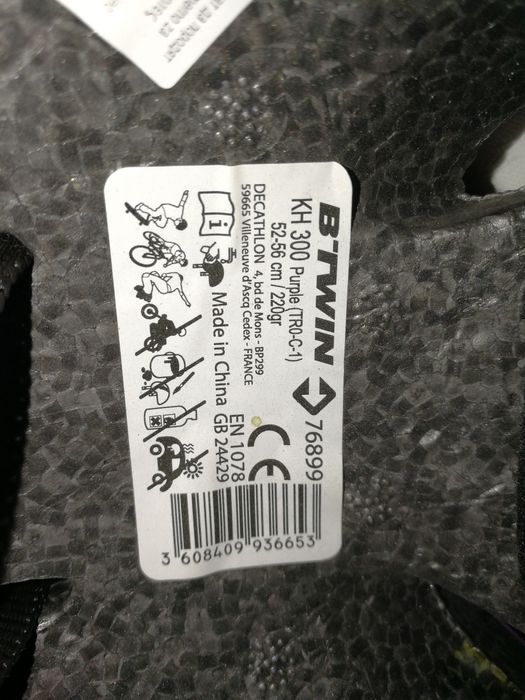 B'TWIN 76899
KH 300 Purple (TR0-C-1)
52-56 cm / 220gr
DECATHLON 4, bd de Mons - BP299
59665 Villeneuve d'Ascq Cedex - FRANCE
CE
i
Made in China
EN 1078
GB 24429
3 608409 936653